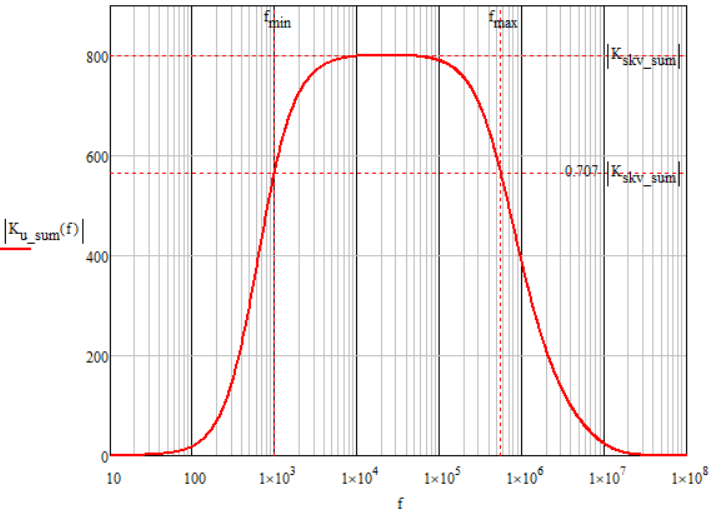 f_min f_max
800
|K_skv_sum|
600
0.707 |K_skv_sum|
|K_u_sum(f)|
400
200
0
10 100 1×10³ 1×10⁴ 1×10⁵ 1×10⁶ 1×10⁷ 1×10⁸
f